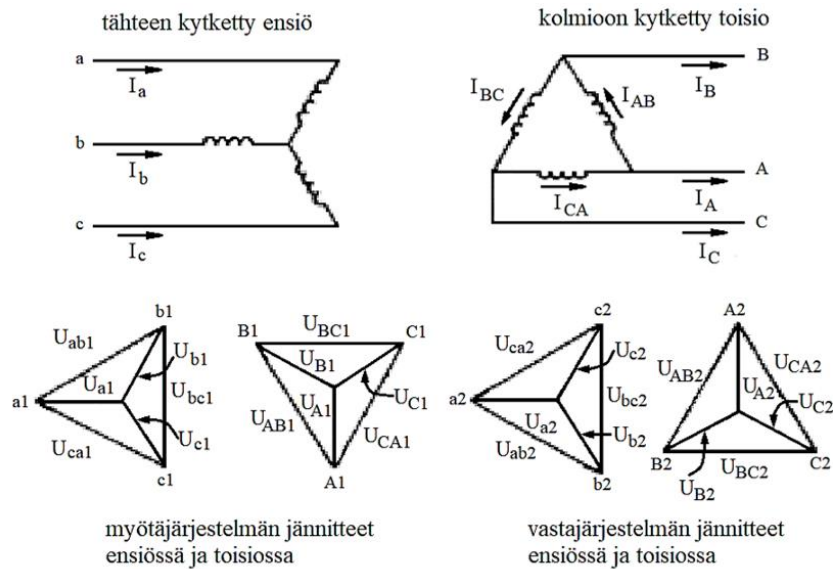 tähteen kytketty ensiö
kolmioon kytketty toisio
a
I_a
b
I_b
c
I_c
B
I_BC
I_AB
I_B
A
I_CA
I_A
C
I_C
b1
U_ab1
U_b1
U_a1
a1
U_bc1
U_c1
U_ca1
c1
B1
U_BC1
C1
U_B1
U_A1
U_C1
U_AB1
U_CA1
A1
c2
U_ca2
U_c2
a2
U_bc2
U_a2
U_b2
U_ab2
b2
A2
U_AB2
U_CA2
U_A2
U_C2
B2
U_BC2
C2
U_B2
myötäjärjestelmän jännitteet
ensiössä ja toisiossa
vastajärjestelmän jännitteet
ensiössä ja toisiossa